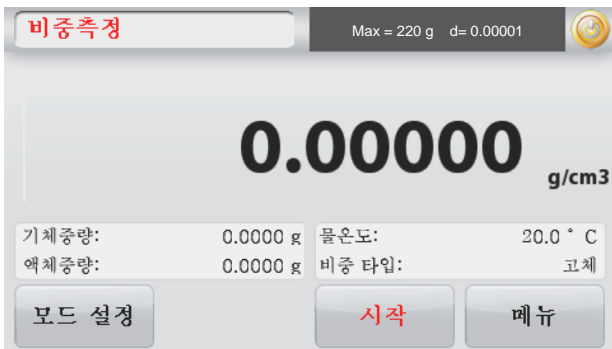 비중측정 Max = 220 g d= 0.00001
0.00000 g/cm3
기체중량: 0.0000 g 물온도: 20.0 ° C
액체중량: 0.0000 g 비중 타입: 고체
모드 설정 시작 메뉴